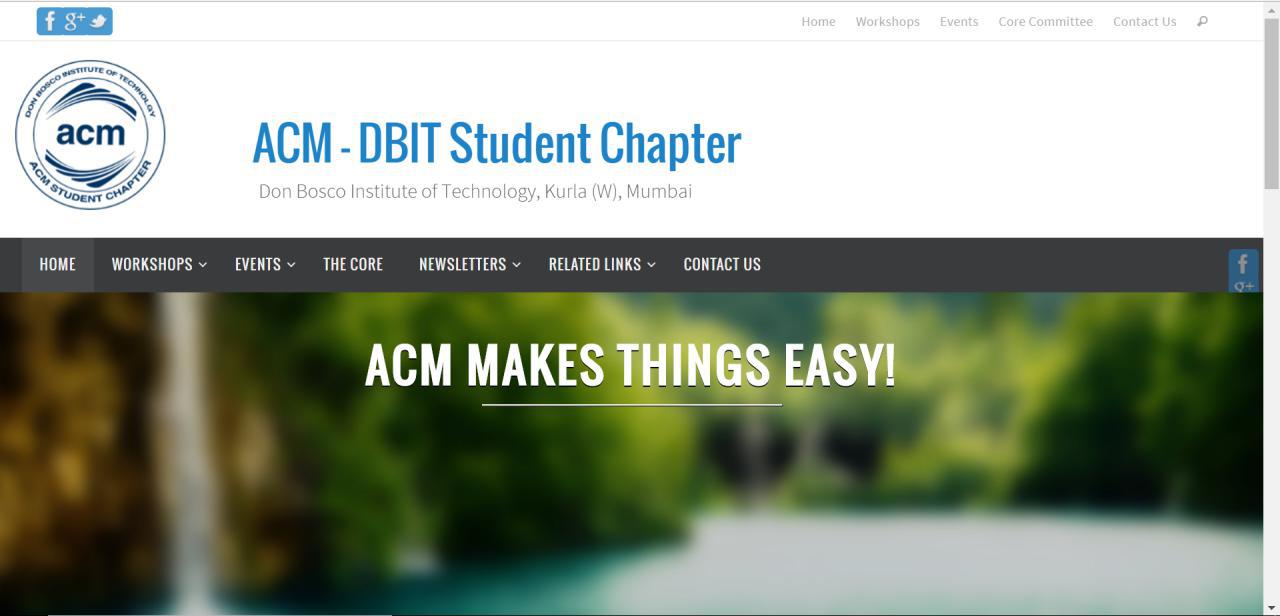 f g+
Home Workshops Events Core Committee Contact Us
DON BOSCO INSTITUTE OF TECHNOLGY
acm
ACM STUDENT CHAPTER
ACM - DBIT Student Chapter
Don Bosco Institute of Technology, Kurla (W), Mumbai
HOME WORKSHOPS EVENTS THE CORE NEWSLETTERS RELATED LINKS CONTACT US
f
g+
ACM MAKES THINGS EASY!